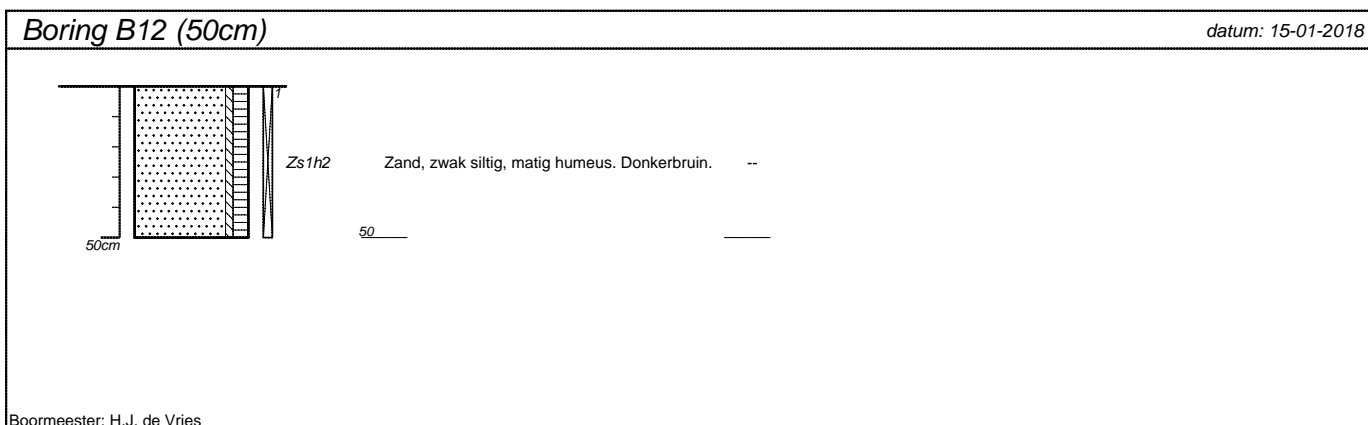 Boring B12 (50cm) datum: 15-01-2018
1
Zs1h2 Zand, zwak siltig, matig humeus. Donkerbruin. --
50cm 50
Boormeester: H.J. de Vries